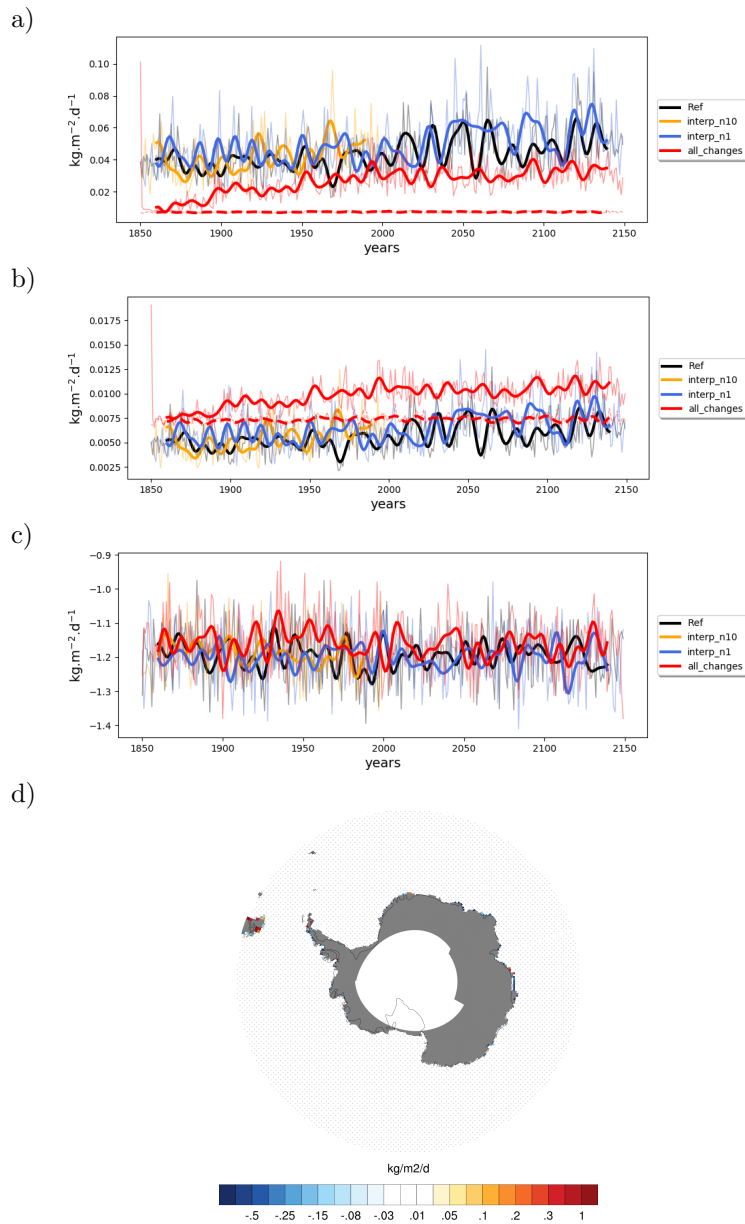 a)
kg.m⁻².d⁻¹
0.10
0.08
0.06
0.04
0.02
1850 1900 1950 2000 2050 2100 2150
years
Ref
interp_n10
interp_n1
all_changes
b)
kg.m⁻².d⁻¹
0.0175
0.0150
0.0125
0.0100
0.0075
0.0050
0.0025
1850 1900 1950 2000 2050 2100 2150
years
Ref
interp_n10
interp_n1
all_changes
c)
kg.m⁻².d⁻¹
−0.9
−1.0
−1.1
−1.2
−1.3
−1.4
1850 1900 1950 2000 2050 2100 2150
years
Ref
interp_n10
interp_n1
all_changes
d)
kg/m2/d
-.5 -.25 -.15 -.08 -.03 .01 .05 .1 .2 .3 1